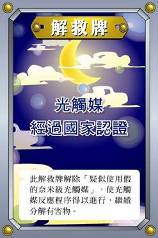 解救牌
光觸媒
經過國家認證
此解救牌解除「疑似使用假
的奈米級光觸媒」，使光觸
媒反應程序得以進行，繼續
分解有害物。